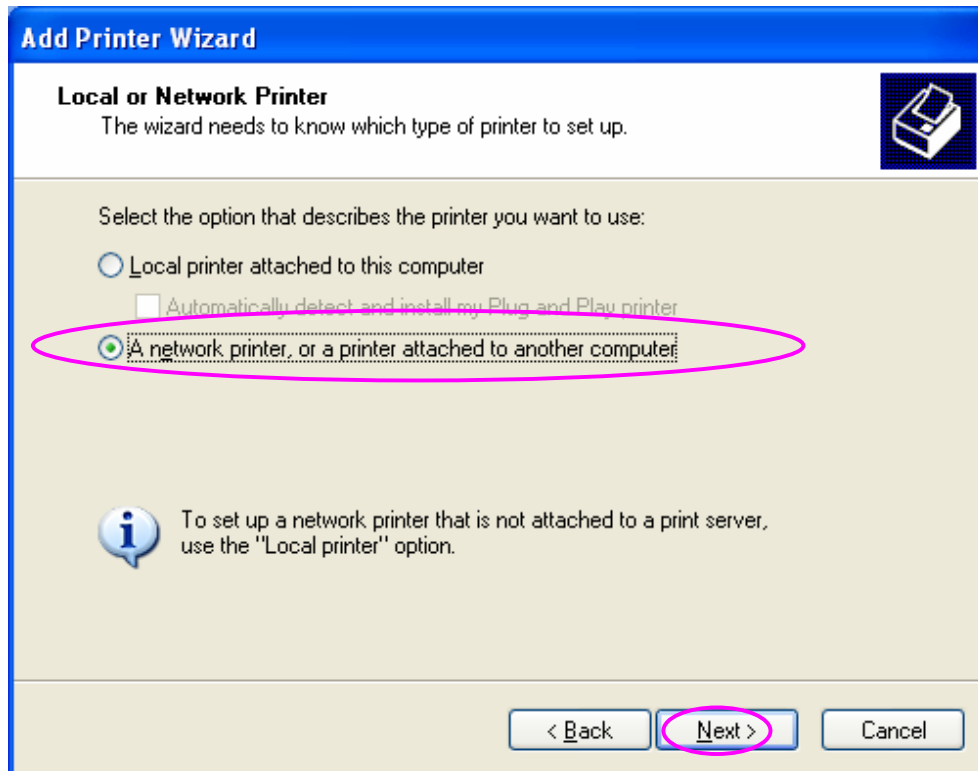 Add Printer Wizard
Local or Network Printer
The wizard needs to know which type of printer to set up.
Select the option that describes the printer you want to use:
Local printer attached to this computer
Automatically detect and install my Plug and Play printer
A network printer, or a printer attached to another computer
To set up a network printer that is not attached to a print server,
use the "Local printer" option.
< Back
Next >
Cancel